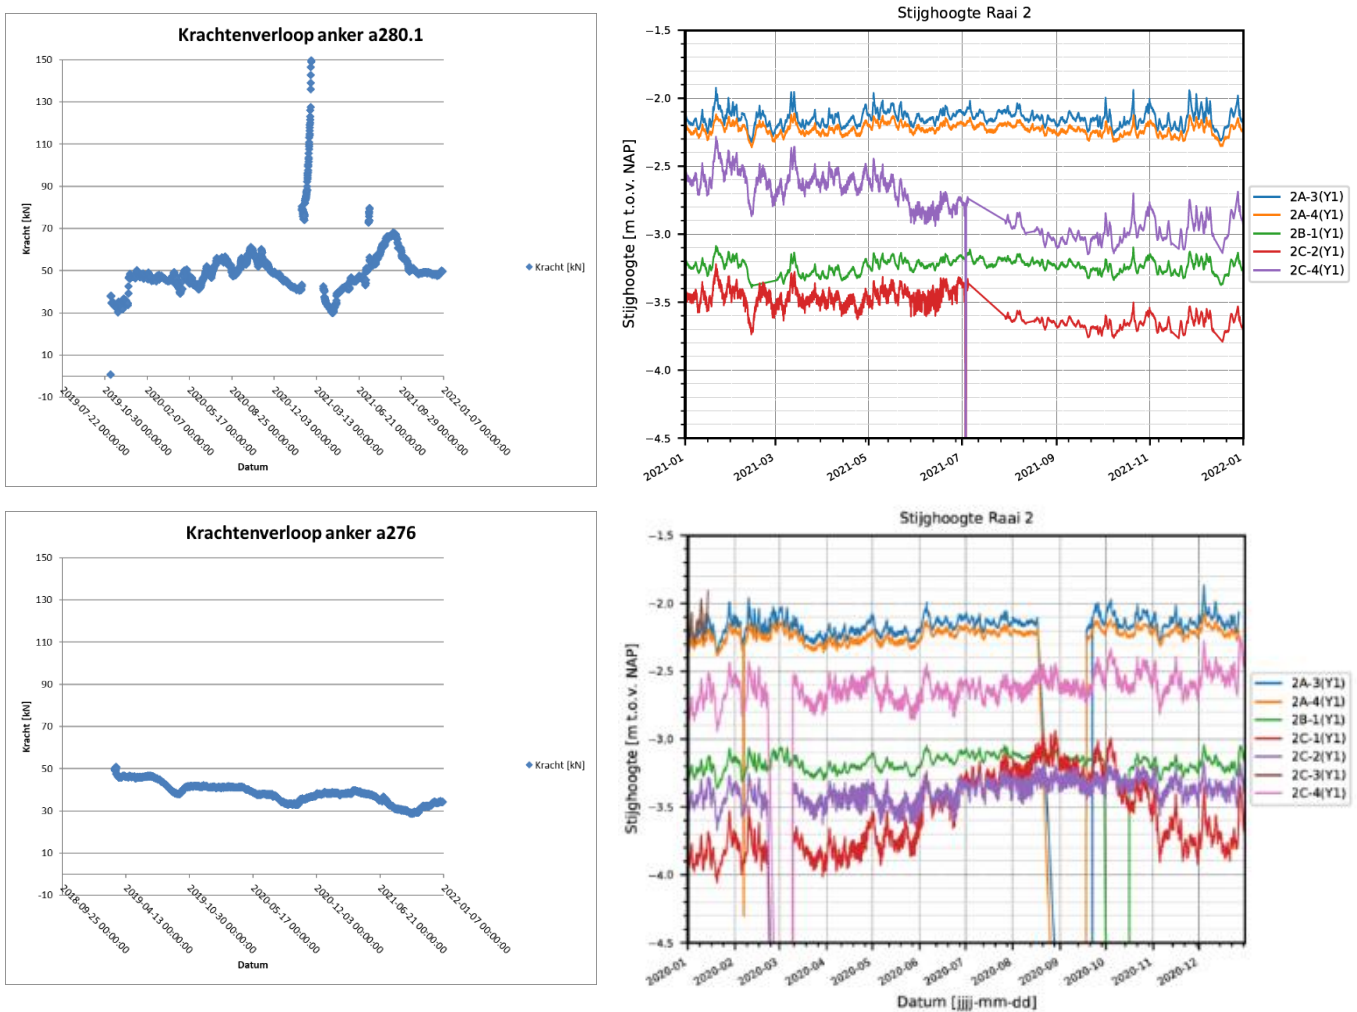 Krachtenverloop anker a280.1
150
130
110
90
70
50
30
10
-10
Kracht [kN]
2019-07-22 00:00:00
2019-10-30 00:00:00
2020-02-07 00:00:00
2020-05-17 00:00:00
2020-08-25 00:00:00
2020-12-03 00:00:00
2021-03-13 00:00:00
2021-06-21 00:00:00
2021-09-29 00:00:00
2022-01-07 00:00:00
Datum
Kracht [kN]
Stijghoogte Raai 2
−1.5
−2.0
−2.5
−3.0
−3.5
−4.0
−4.5
Stijghoogte [m t.o.v. NAP]
2021-01
2021-03
2021-05
2021-07
2021-09
2021-11
2022-01
2A-3(Y1)
2A-4(Y1)
2B-1(Y1)
2C-2(Y1)
2C-4(Y1)
Krachtenverloop anker a276
150
130
110
90
70
50
30
10
-10
Kracht [kN]
2018-09-25 00:00:00
2019-04-13 00:00:00
2019-10-30 00:00:00
2020-05-17 00:00:00
2020-12-03 00:00:00
2021-06-21 00:00:00
2022-01-07 00:00:00
Datum
Kracht [kN]
Stijghoogte Raai 2
−1.5
−2.0
−2.5
−3.0
−3.5
−4.0
−4.5
Stijghoogte [m t.o.v. NAP]
2020-01
2020-02
2020-03
2020-04
2020-05
2020-06
2020-07
2020-08
2020-09
2020-10
2020-11
2020-12
Datum [jjjj-mm-dd]
2A-3(Y1)
2A-4(Y1)
2B-1(Y1)
2C-1(Y1)
2C-2(Y1)
2C-3(Y1)
2C-4(Y1)